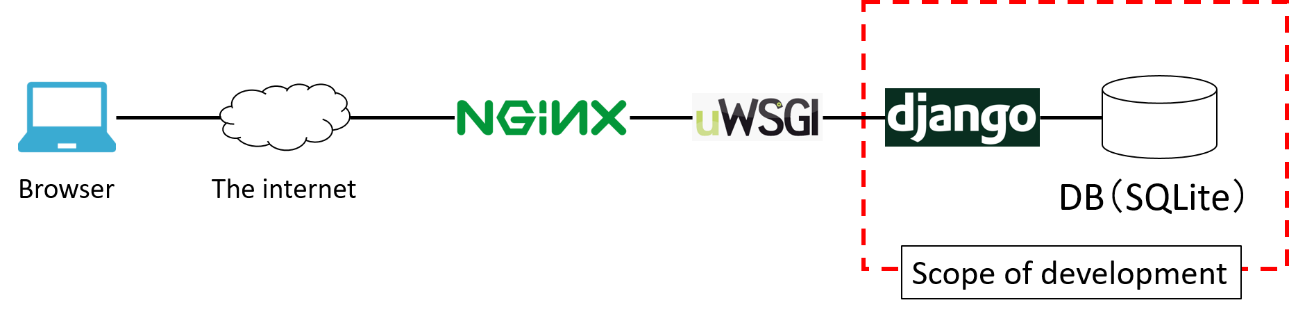 NGiNX
uWSGI
django
Browser
The internet
DB（SQLite）
Scope of development